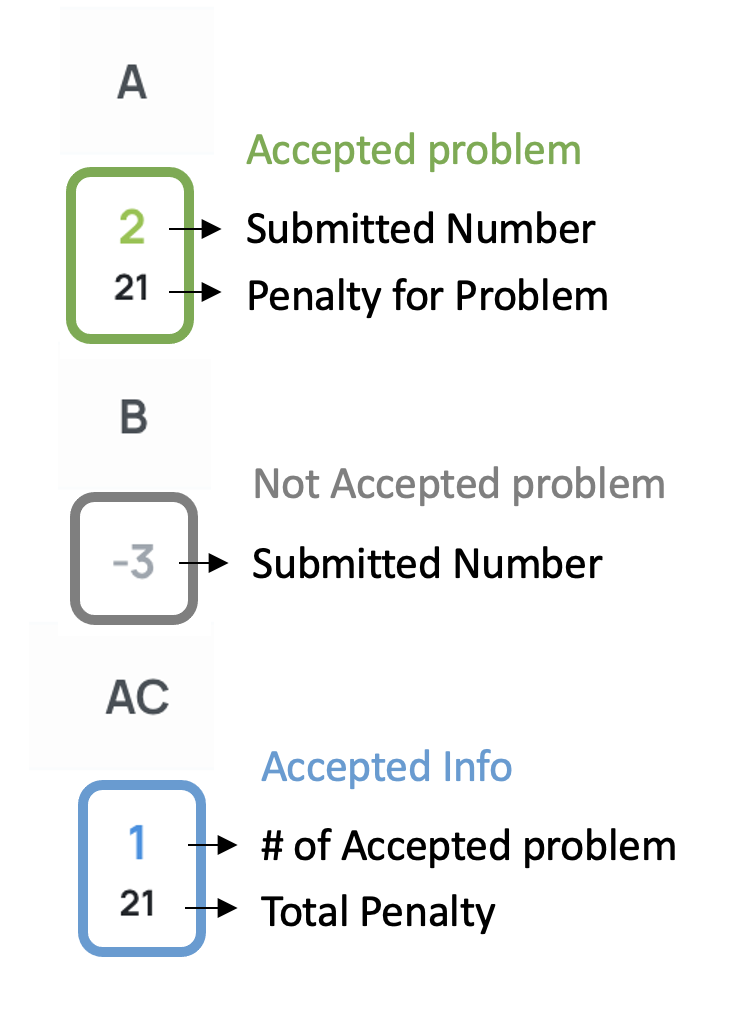 A
Accepted problem
2 Submitted Number
21 Penalty for Problem
B
Not Accepted problem
-3 Submitted Number
AC
Accepted Info
1 # of Accepted problem
21 Total Penalty